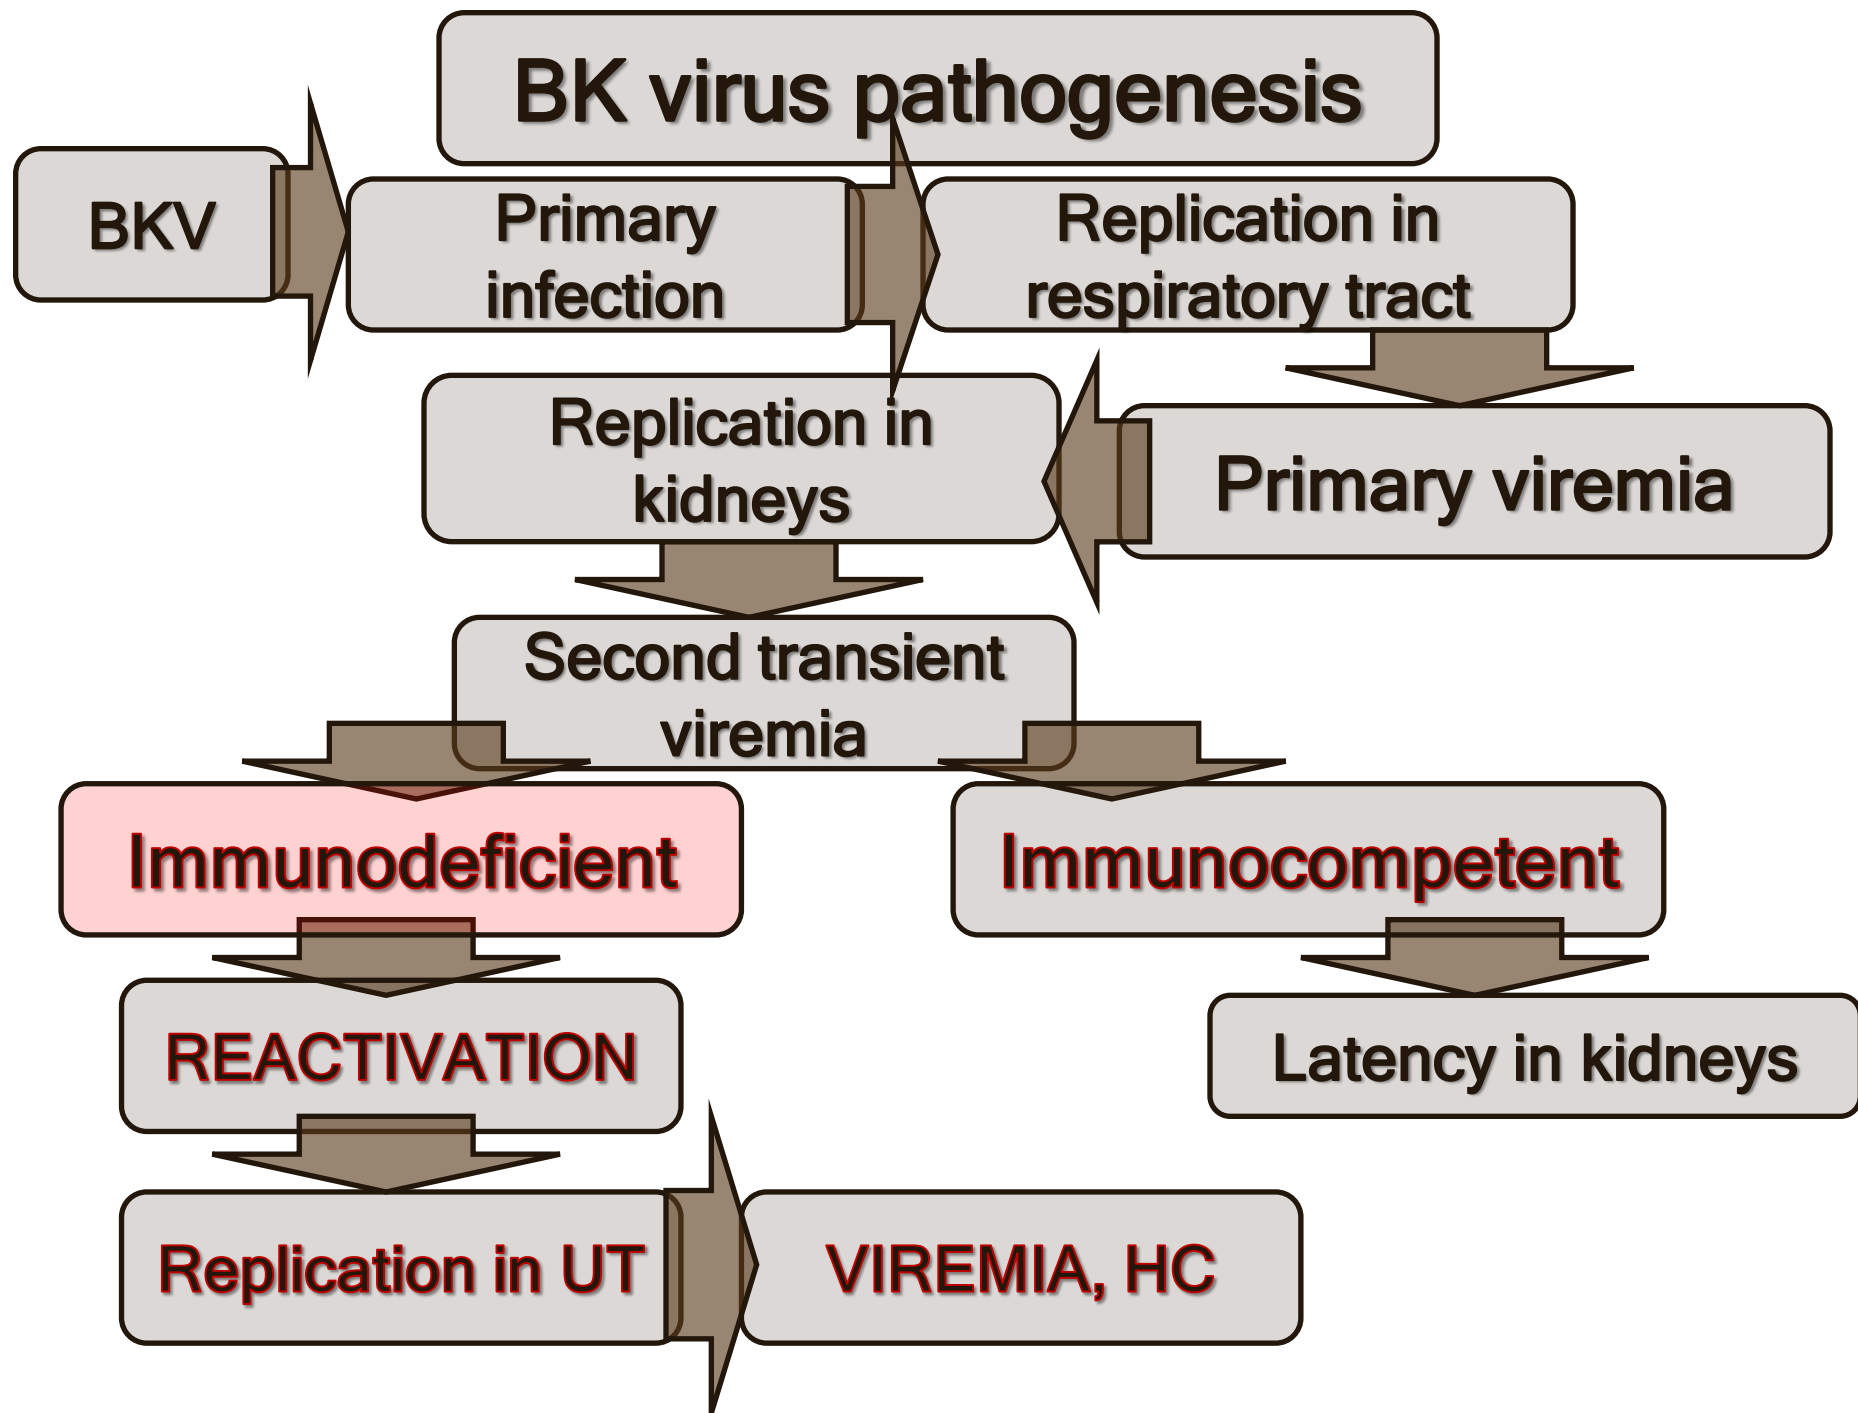 BK virus pathogenesis
BKV
Primary
infection
Replication in
respiratory tract
Replication in
kidneys
Primary viremia
Second transient
viremia
Immunodeficient
Immunocompetent
REACTIVATION
Latency in kidneys
Replication in UT
VIREMIA, HC